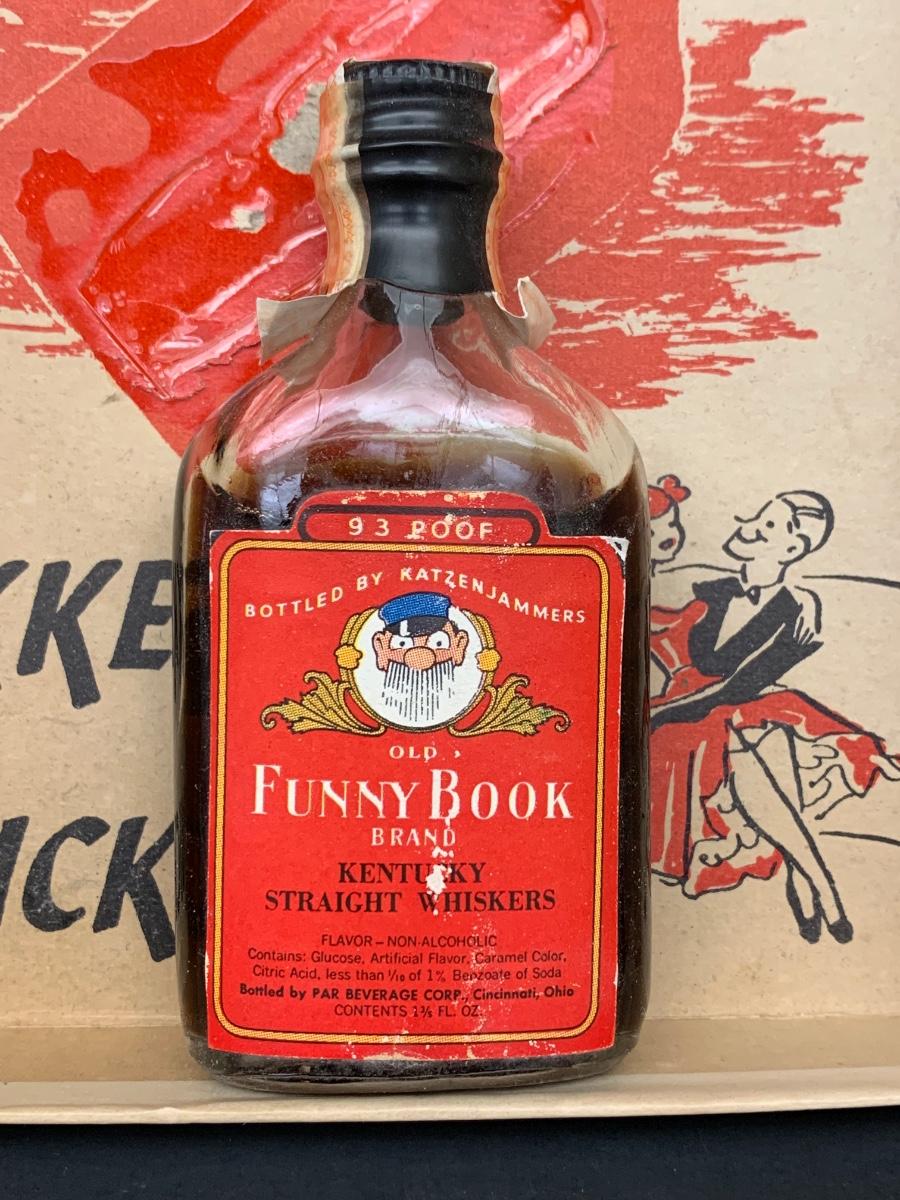 93 POOF
BOTTLED BY KATZENJAMMERS
OLD
FUNNY BOOK
BRAND
KENTUCKY
STRAIGHT WHISKERS
FLAVOR – NON-ALCOHOLIC
Contains: Glucose, Artificial Flavor, Caramel Color,
Citric Acid, less than 1/10 of 1% Benzoate of Soda
Bottled by PAR BEVERAGE CORP., Cincinnati, Ohio
CONTENTS 1⅜ FL. OZ.
KE
ICK